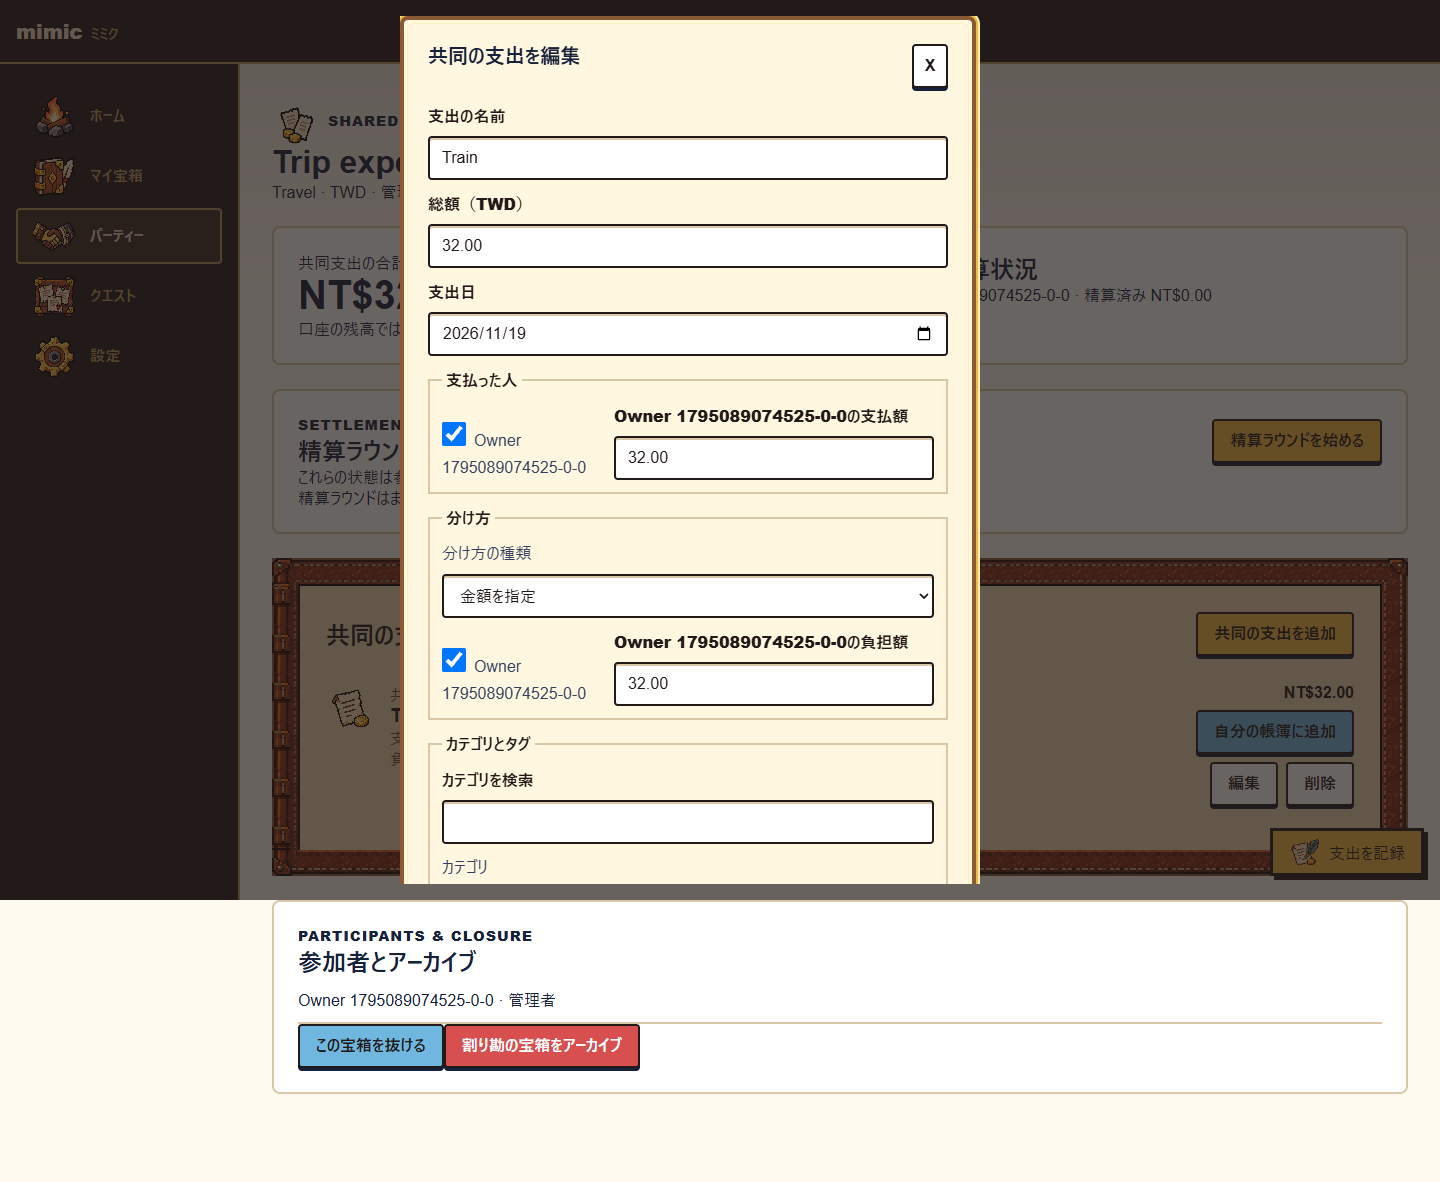 mimic ミミク
ホーム
マイ宝箱
パーティー
クエスト
設定
SHARED
Trip exp
Travel · TWD · 管
共同支出の合
NT$3
口座の残高では
算状況
9074525-0-0 · 精算済み NT$0.00
SETTLEMEN
精算ラウン
これらの状態は
精算ラウンドはま
精算ラウンドを始める
共同の
共同の支出を追加
NT$32.00
自分の帳簿に追加
編集
削除
支出を記録
共同の支出を編集
X
支出の名前
Train
総額（TWD）
32.00
支出日
2026/11/19
支払った人
Owner 1795089074525-0-0
Owner 1795089074525-0-0の支払額
32.00
分け方
分け方の種類
金額を指定
Owner 1795089074525-0-0
Owner 1795089074525-0-0の負担額
32.00
カテゴリとタグ
カテゴリを検索
カテゴリ
PARTICIPANTS & CLOSURE
参加者とアーカイブ
Owner 1795089074525-0-0 · 管理者
この宝箱を抜ける
割り勘の宝箱をアーカイブ